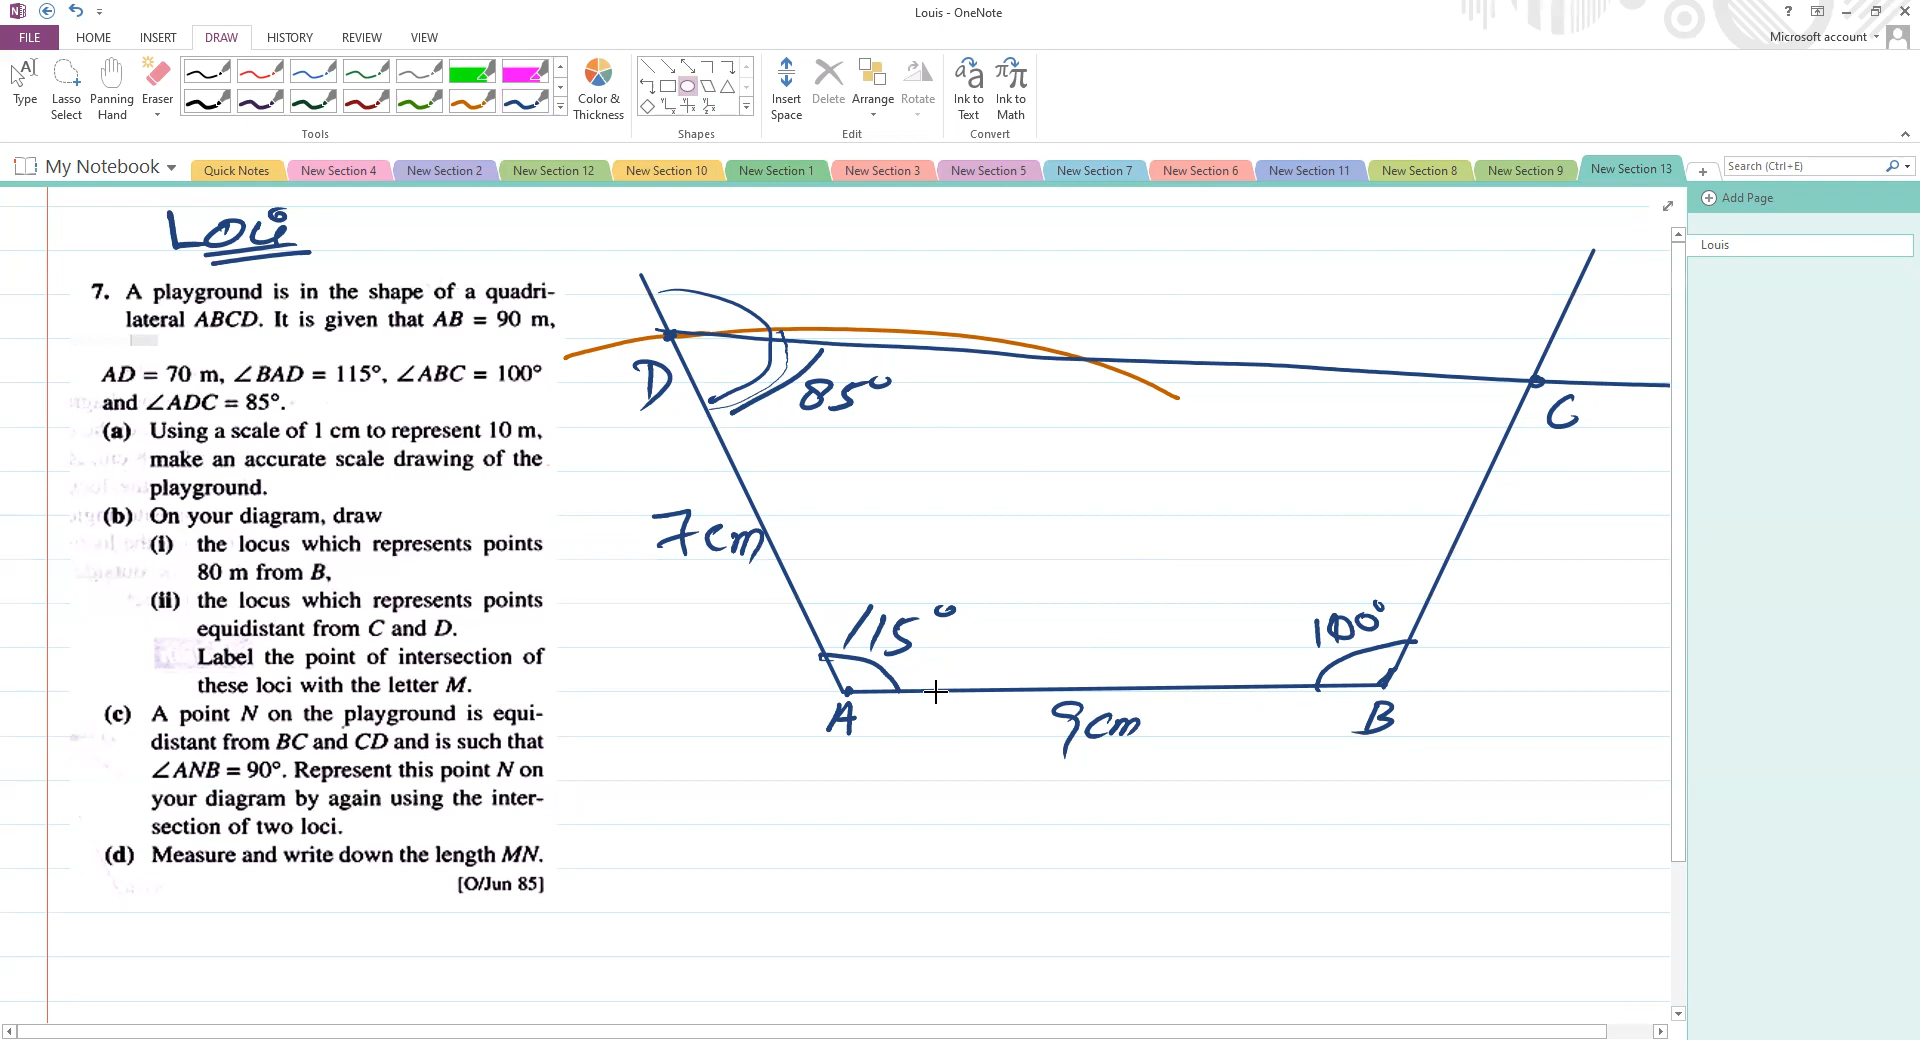 Louis - OneNote
FILE HOME INSERT DRAW HISTORY REVIEW VIEW
Microsoft account
Type
Lasso Select
Panning Hand
Eraser
Color & Thickness
Insert Space
Delete
Arrange
Rotate
Ink to Text
Ink to Math
Tools
Shapes
Edit
Convert
My Notebook
Quick Notes
New Section 4
New Section 2
New Section 12
New Section 10
New Section 1
New Section 3
New Section 5
New Section 7
New Section 6
New Section 11
New Section 8
New Section 9
New Section 13
Search (Ctrl+E)
Add Page
Louis
Loci
7. A playground is in the shape of a quadri-
lateral ABCD. It is given that AB = 90 m,
AD = 70 m, ∠BAD = 115°, ∠ABC = 100°
and ∠ADC = 85°.
(a) Using a scale of 1 cm to represent 10 m,
make an accurate scale drawing of the
playground.
(b) On your diagram, draw
(i) the locus which represents points
80 m from B,
(ii) the locus which represents points
equidistant from C and D.
Label the point of intersection of
these loci with the letter M.
(c) A point N on the playground is equi-
distant from BC and CD and is such that
∠ANB = 90°. Represent this point N on
your diagram by again using the inter-
section of two loci.
(d) Measure and write down the length MN.
[O/Jun 85]
D
85°
C
7cm
115°
100°
A
9cm
B